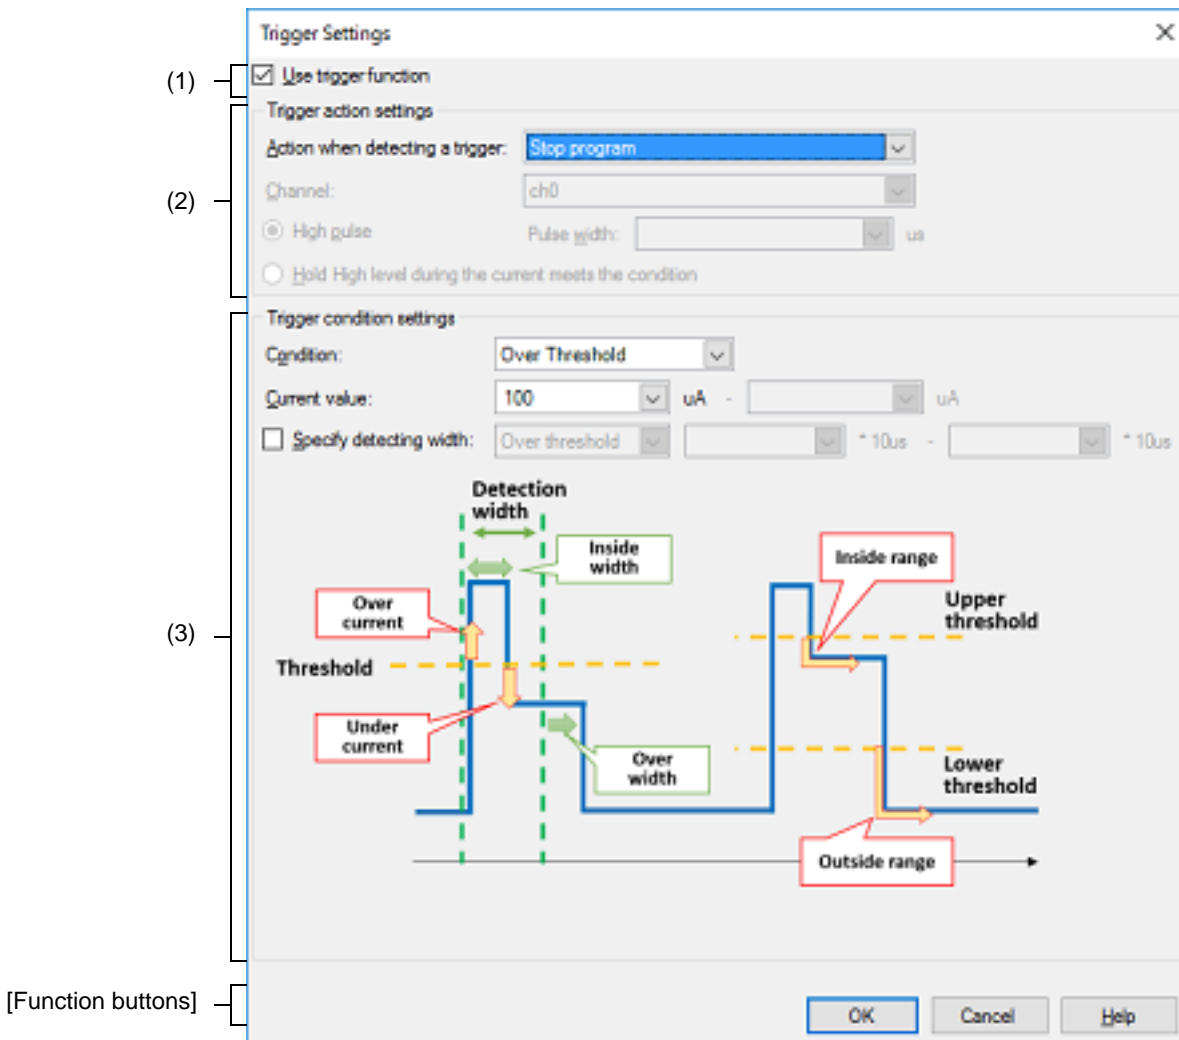 Trigger Settings
(1)
Use trigger function
Trigger action settings
Action when detecting a trigger: Stop program
(2)
Channel: ch0
High pulse Pulse width: us
Hold High level during the current meets the condition
Trigger condition settings
Condition: Over Threshold
Current value: 100 uA - uA
Specify detecting width: Over threshold * 10us - * 10us
(3)
Detection
width
Inside
width
Over
current
Threshold
Under
current
Over
width
Inside range
Upper
threshold
Lower
threshold
Outside range
[Function buttons]
OK Cancel Help